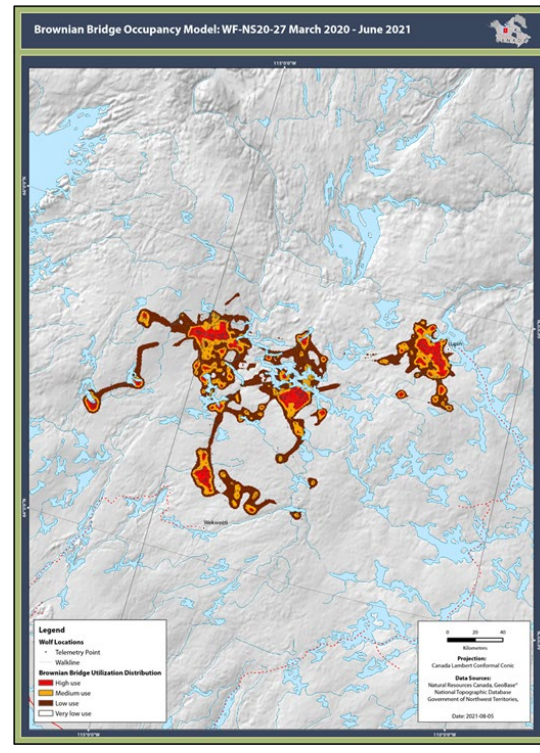 Brownian Bridge Occupancy Model: WF-NS20-27 March 2020 - June 2021
115°0'0"W
Lupin
Wekweeti
Legend
Wolf Locations
Telemetry Point
Walkline
Brownian Bridge Utilization Distribution
High use
Medium use
Low use
Very low use
0 20 40
Kilometres
Projection:
Canada Lambert Conformal Conic
Data Sources:
Natural Resources Canada, GeoBase®
National Topographic Database
Government of Northwest Territories,
Date: 2021-08-05